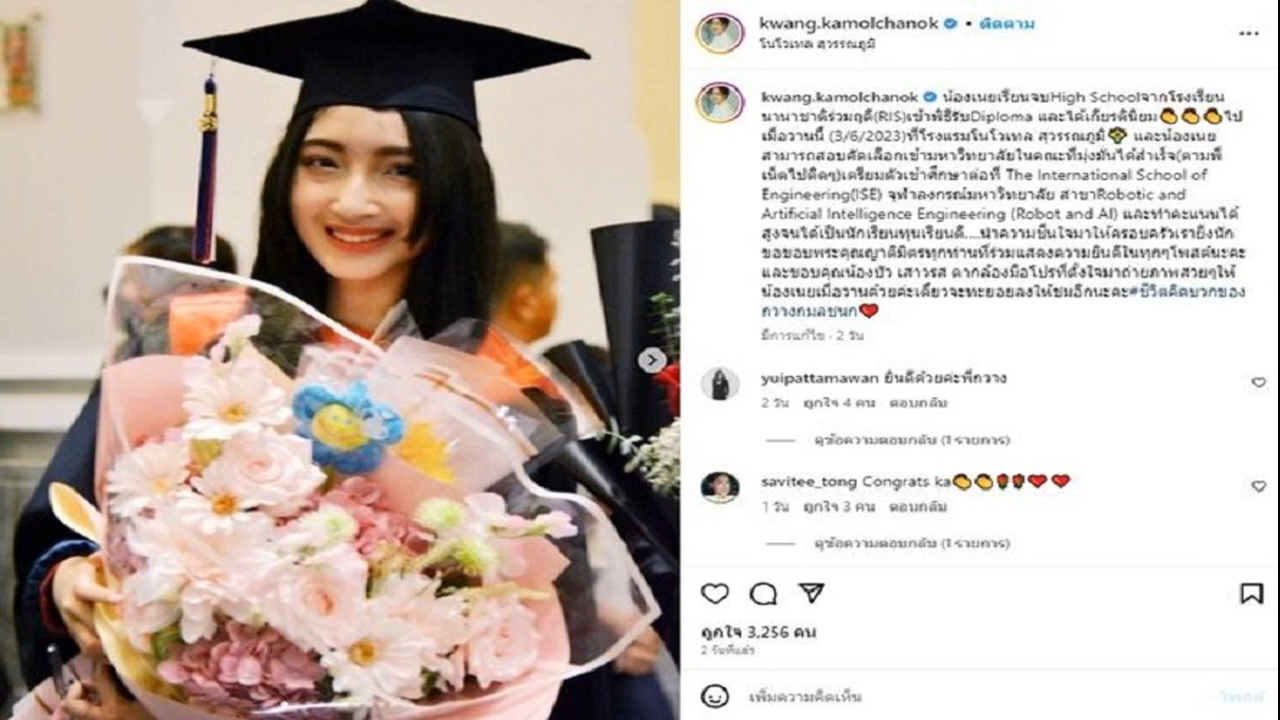 kwang.kamolchanok • ติดตาม
โนโวเทล สุวรรณภูมิ
kwang.kamolchanok น้องเนยเรียนจบHigh Schoolจากโรงเรียน
นานาชาติร่วมฤดี(RIS)เข้าพิธีรับDiploma และได้เกียรตินิยม👏👏👏ไป
เมื่อวานนี้ (3/6/2023)ที่โรงแรมโนโวเทล สุวรรณภูมิ💐 และน้องเนย
สามารถสอบคัดเลือกเข้ามหาวิทยาลัยในคณะที่มุ่งมันได้สำเร็จ(ตามพี่
เน็ตไปติดๆ)เตรียมตัวเข้าศึกษาต่อที่ The International School of
Engineering(ISE) จุฬาลงกรณ์มหาวิทยาลัย สาขาRobotic and
Artificial Intelligence Engineering (Robot and AI) และทำคะแนนได้
สูงจนได้เป็นนักเรียนทุนเรียนดี....นำความปื้นใจมาให้ครอบครัวเรายิ่งนัก
ขอขอบพระคุณญาติมิตรทุกท่านที่ร่วมแสดงความยินดีในทุกๆโพสต์นะคะ
และขอบคุณน้องบัว เสาวรส ตากล้องมือโปรที่ตั้งใจมาถ่ายภาพสวยๆให้
น้องเนยเมื่อวานด้วยค่ะเดี๋ยวจะทะยอยลงให้ชมอีกนะคะ#ชีวิตคิดบวกของ
กวางกมลชนก❤️
มีการแก้ไข · 2 วัน
yuipattamawan ยินดีด้วยค่ะพี่กวาง
2 วัน ถูกใจ 4 คน ตอบกลับ
ดูข้อความตอบกลับ (1 รายการ)
savitee_tong Congrats ka👏👏🌹🌹❤️❤️
1 วัน ถูกใจ 3 คน ตอบกลับ
ดูข้อความตอบกลับ (1 รายการ)
ถูกใจ 3,256 คน
2 วันที่แล้ว
เพิ่มความคิดเห็น
โพสต์